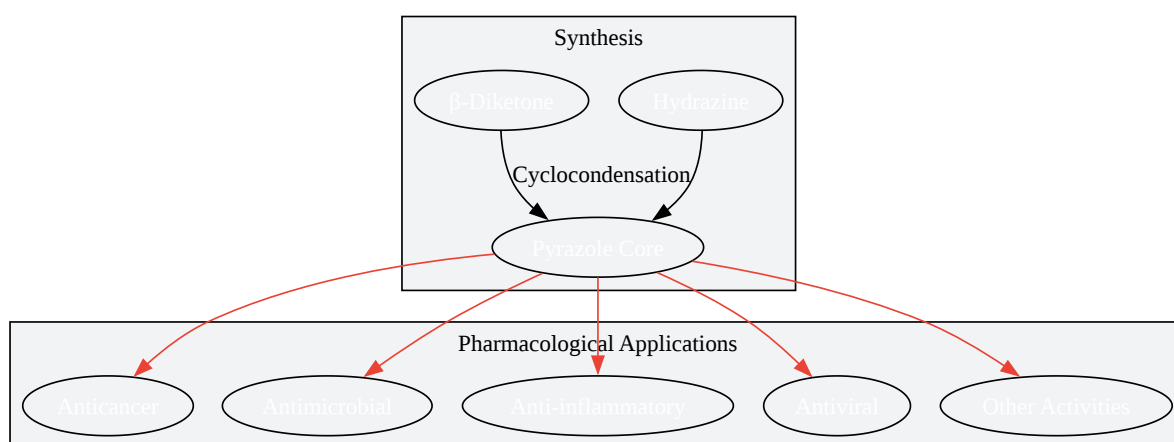 Synthesis
β-Diketone
Hydrazine
Cyclocondensation
Pyrazole Core
Pharmacological Applications
Anticancer
Antimicrobial
Anti-inflammatory
Antiviral
Other Activities